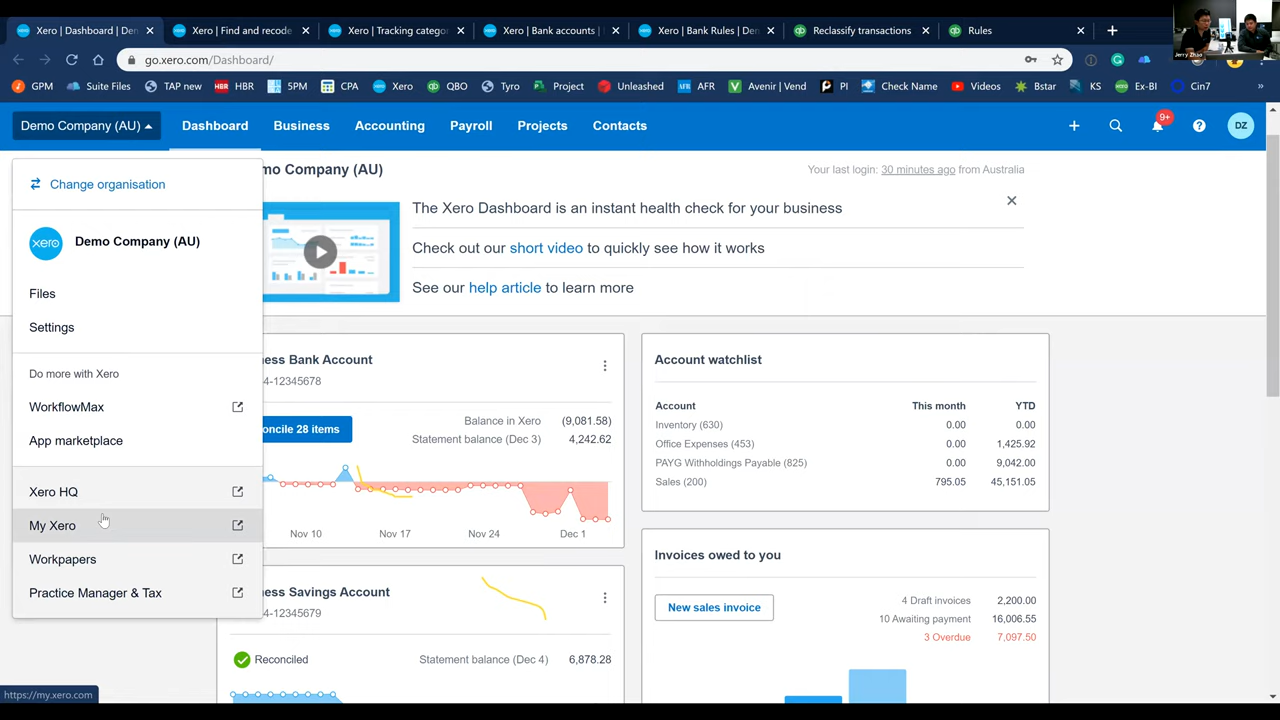 Xero | Dashboard | Den
Xero | Find and recode
Xero | Tracking catego
Xero | Bank accounts |
Xero | Bank Rules | Den
Reclassify transactions
Rules
Jerry Zhao
go.xero.com/Dashboard/
GPM
Suite Files
TAP new
HBR
HBR
5PM
CPA
Xero
QBO
Tyro
Project
Unleashed
AFR
AFR
Avenir | Vend
PI
Check Name
Videos
Bstar
KS
Ex-BI
Cin7
»
Demo Company (AU)
Dashboard
Business
Accounting
Payroll
Projects
Contacts
9+
DZ
Change organisation
mo Company (AU)
Your last login: 30 minutes ago from Australia
The Xero Dashboard is an instant health check for your business
Check out our short video to quickly see how it works
See our help article to learn more
xero
Demo Company (AU)
Files
Settings
Do more with Xero
WorkflowMax
App marketplace
Xero HQ
My Xero
Workpapers
Practice Manager & Tax
ess Bank Account
4-12345678
oncile 28 items
Balance in Xero (9,081.58)
Statement balance (Dec 3) 4,242.62
Nov 10 Nov 17 Nov 24 Dec 1
ess Savings Account
4-12345679
Reconciled
Statement balance (Dec 4) 6,878.28
Account watchlist
Account This month YTD
Inventory (630) 0.00 0.00
Office Expenses (453) 0.00 1,425.92
PAYG Withholdings Payable (825) 0.00 9,042.00
Sales (200) 795.05 45,151.05
Invoices owed to you
New sales invoice
4 Draft invoices 2,200.00
10 Awaiting payment 16,006.55
3 Overdue 7,097.50
https://my.xero.com